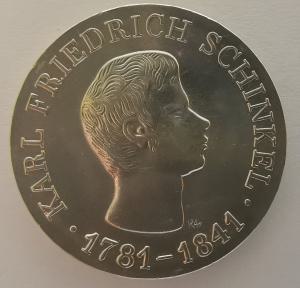 · KARL FRIEDRICH SCHINKEL ·
1781–1841